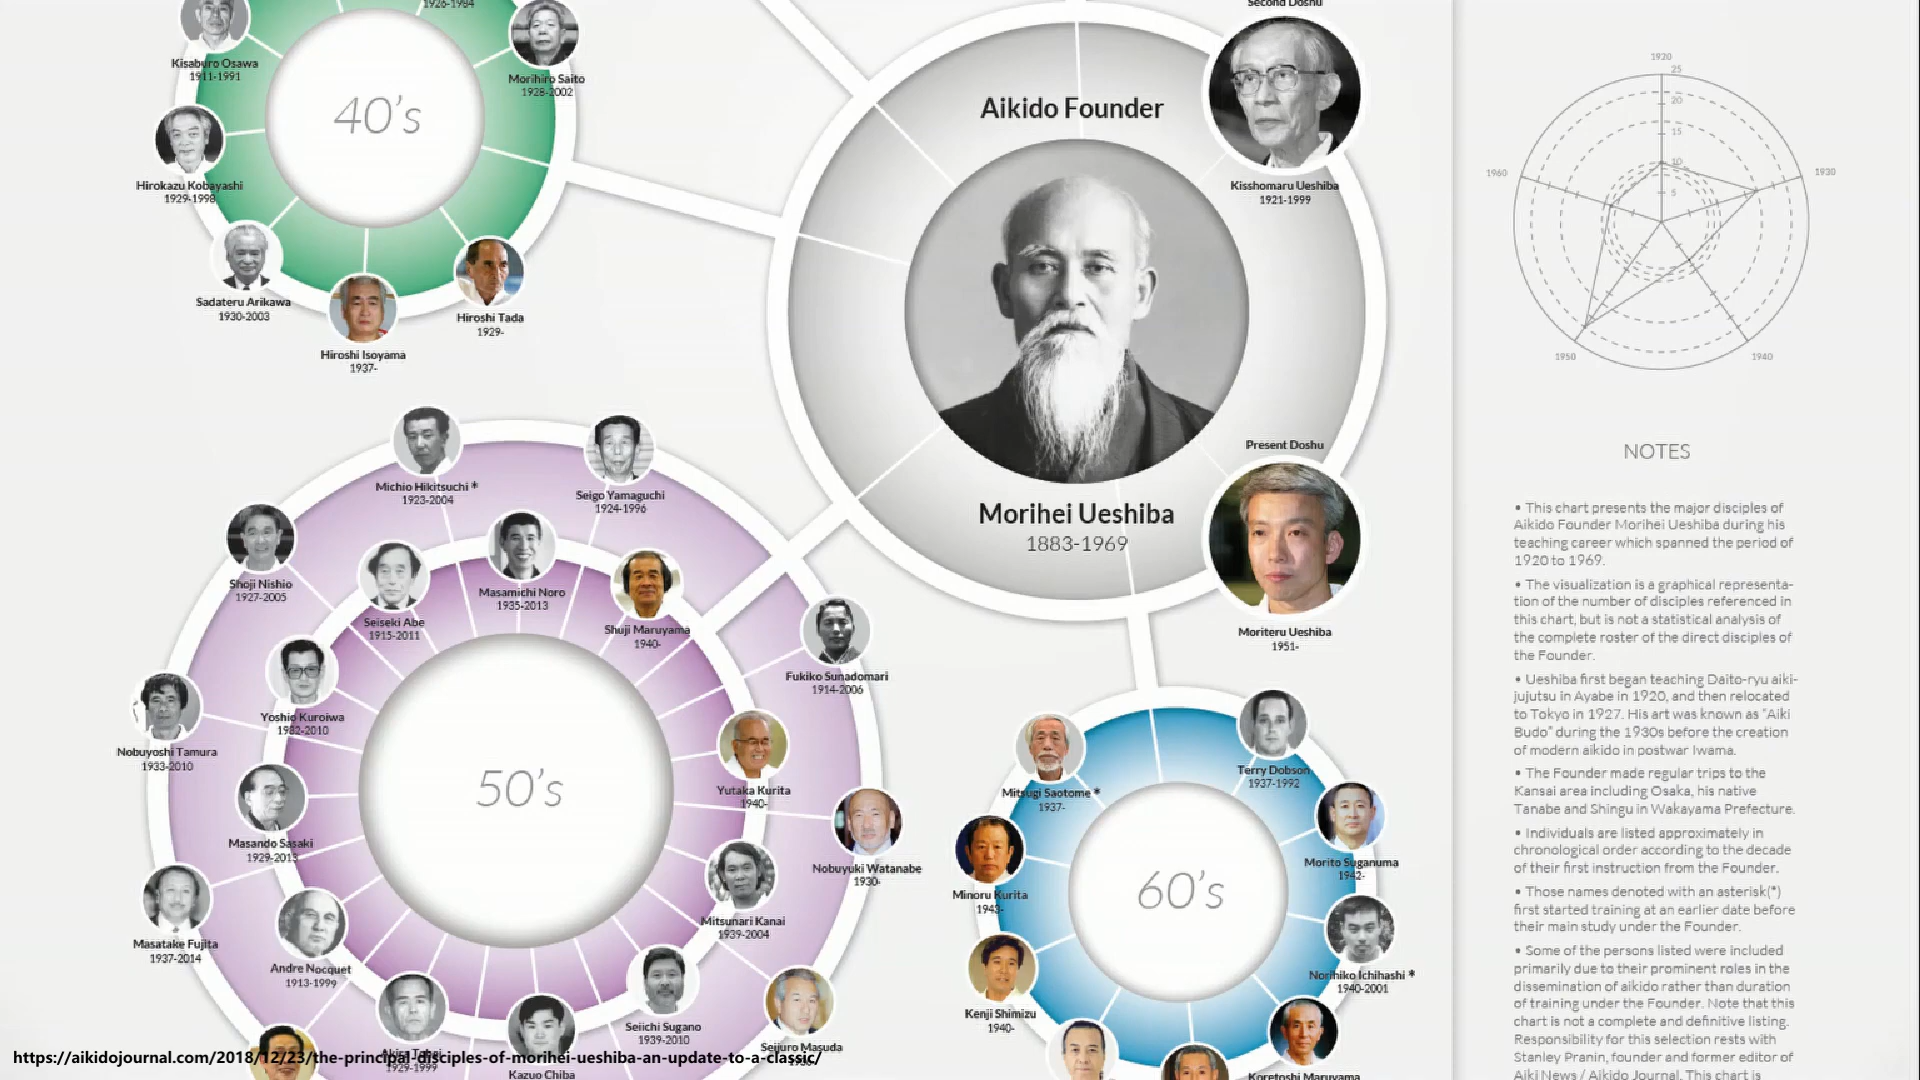 1926-1984
Kisaburo Osawa
1911-1991
Morihiro Saito
1928-2002
40's
Hirokazu Kobayashi
1929-1998
Sadateru Arikawa
1930-2003
Hiroshi Isoyama
1937-
Hiroshi Tada
1929-
Second Doshu
Aikido Founder
Kisshomaru Ueshiba
1921-1999
Morihei Ueshiba
1883-1969
Present Doshu
Moriteru Ueshiba
1951-
Michio Hikitsuchi *
1923-2004
Seigo Yamaguchi
1924-1996
Shoji Nishio
1927-2005
Seiseki Abe
1915-2011
Masamichi Noro
1935-2013
Shuji Maruyama
1940-
Fukiko Sunadomari
1914-2006
Yoshio Kuroiwa
1932-2010
Nobuyoshi Tamura
1933-2010
50's
Yutaka Kurita
1940-
Masando Sasaki
1929-2013
Nobuyuki Watanabe
1930-
Masatake Fujita
1937-2014
Mitsunari Kanai
1939-2004
Andre Nocquet
1913-1999
Seiichi Sugano
1939-2010
Seijuro Masuda
Akira Tohei
1929-1999
Kazuo Chiba
Terry Dobson
1937-1992
Mitsugi Saotome *
1937-
Morito Suganuma
1942-
60's
Minoru Kurita
1943-
Norihiko Ichihashi *
1940-2001
Kenji Shimizu
1940-
Koretoshi Maruyama
https://aikidojournal.com/2018/12/23/the-principal-disciples-of-morihei-ueshiba-an-update-to-a-classic/
1920
25
20
15
10
5
1960
1930
1950
1940
NOTES
• This chart presents the major disciples of
Aikido Founder Morihei Ueshiba during his
teaching career which spanned the period of
1920 to 1969.
• The visualization is a graphical representa-
tion of the number of disciples referenced in
this chart, but is not a statistical analysis of
the complete roster of the direct disciples of
the Founder.
• Ueshiba first began teaching Daito-ryu aiki-
jujutsu in Ayabe in 1920, and then relocated
to Tokyo in 1927. His art was known as "Aiki
Budo" during the 1930s before the creation
of modern aikido in postwar Iwama.
• The Founder made regular trips to the
Kansai area including Osaka, his native
Tanabe and Shingu in Wakayama Prefecture.
• Individuals are listed approximately in
chronological order according to the decade
of their first instruction from the Founder.
• Those names denoted with an asterisk(*)
first started training at an earlier date before
their main study under the Founder.
• Some of the persons listed were included
primarily due to their prominent roles in the
dissemination of aikido rather than duration
of training under the Founder. Note that this
chart is not a complete and definitive listing.
Responsibility for this selection rests with
Stanley Pranin, founder and former editor of
Aiki News / Aikido Journal. This chart is